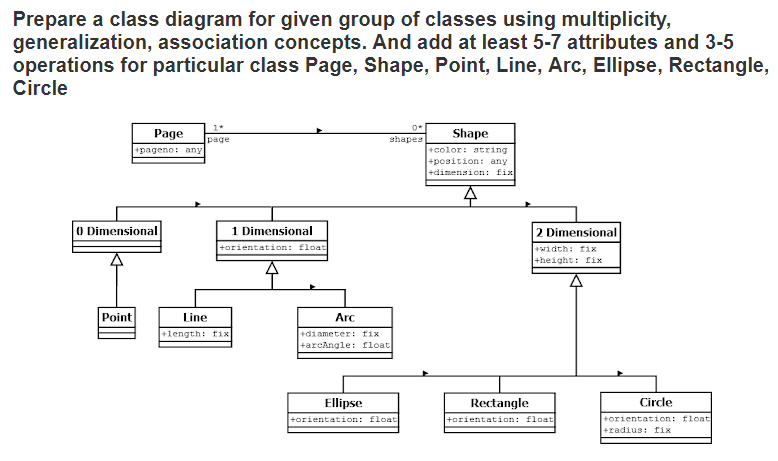 Prepare a class diagram for given group of classes using multiplicity,
generalization, association concepts. And add at least 5-7 attributes and 3-5
operations for particular class Page, Shape, Point, Line, Arc, Ellipse, Rectangle,
Circle
1*
0*
Page
page
shapes
Shape
+pageno: any
+color: string
+position: any
+dimension: fix
0 Dimensional
1 Dimensional
2 Dimensional
+orientation: float
+width: fix
+height: fix
Point
Line
Arc
+length: fix
+diameter: fix
+arcAngle: float
Ellipse
Rectangle
Circle
+orientation: float
+orientation: float
+orientation: float
+radius: fix